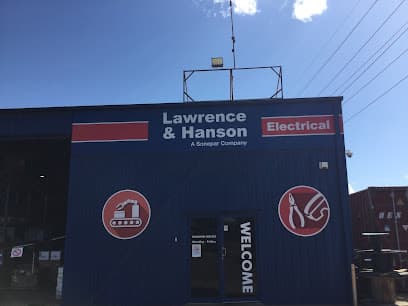 Lawrence
& Hanson
Electrical
A Sonepar Company
WELCOME